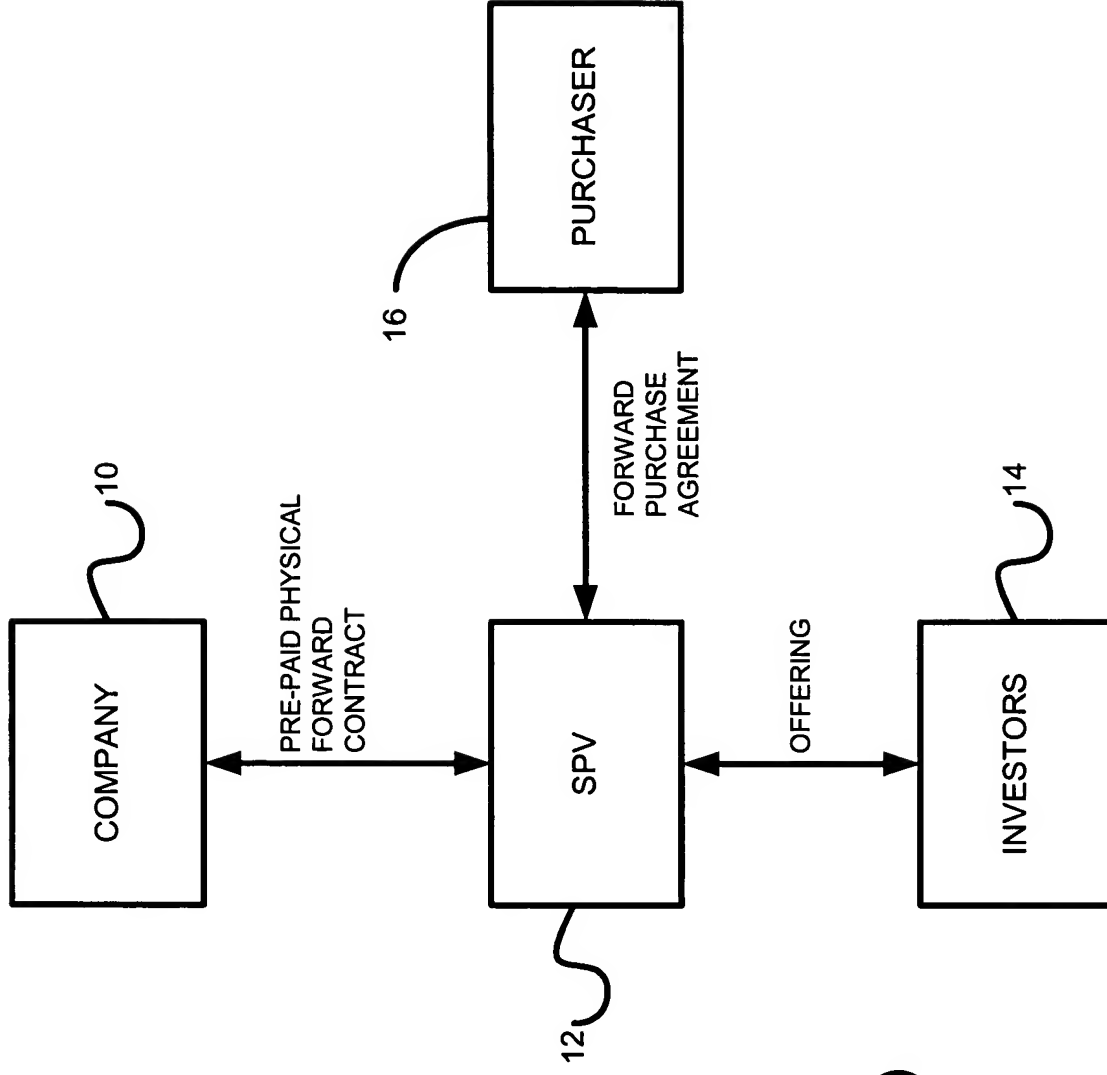 COMPANY
10
PRE-PAID PHYSICAL
FORWARD
CONTRACT
16
12
SPV
FORWARD
PURCHASE
AGREEMENT
PURCHASER
OFFERING
INVESTORS
14